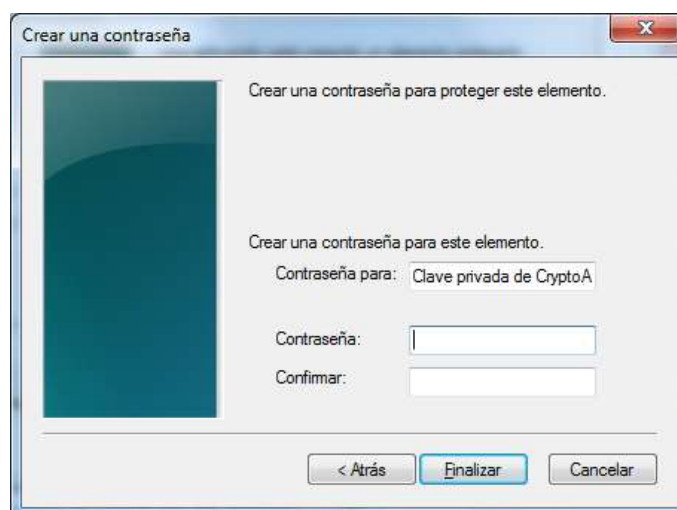 Crear una contraseña
Crear una contraseña para proteger este elemento.
Crear una contraseña para este elemento.
Contraseña para: Clave privada de CryptoA
Contraseña:
Confirmar:
< Atrás Finalizar Cancelar